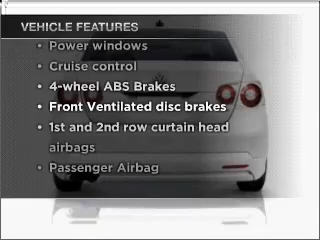 VEHICLE FEATURES
• Power windows
• Cruise control
• 4-wheel ABS Brakes
• Front Ventilated disc brakes
• 1st and 2nd row curtain head
airbags
• Passenger Airbag